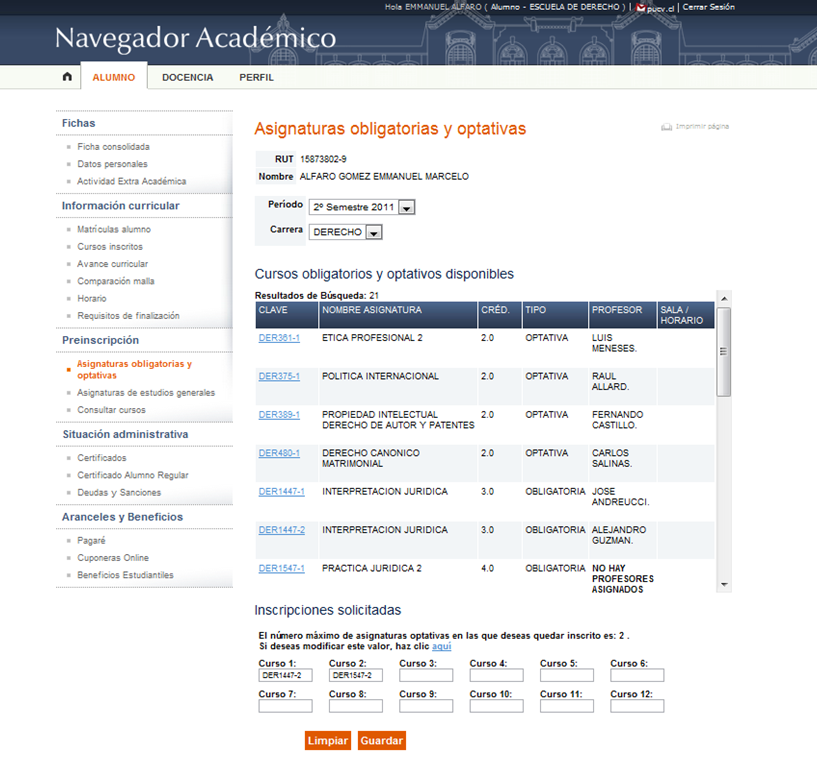 Hola EMMANUEL ALFARO ( Alumno - ESCUELA DE DERECHO ) | pucv.cl | Cerrar Sesión
Navegador Académico
ALUMNO DOCENCIA PERFIL
Fichas
Ficha consolidada
Datos personales
Actividad Extra Académica
Información curricular
Matrículas alumno
Cursos inscritos
Avance curricular
Comparación malla
Horario
Requisitos de finalización
Preinscripción
Asignaturas obligatorias y
optativas
Asignaturas de estudios generales
Consultar cursos
Situación administrativa
Certificados
Certificado Alumno Regular
Deudas y Sanciones
Aranceles y Beneficios
Pagaré
Cuponeras Online
Beneficios Estudiantiles
Asignaturas obligatorias y optativas
Imprimir página
RUT 15873802-9
Nombre ALFARO GOMEZ EMMANUEL MARCELO
Periodo 2º Semestre 2011
Carrera DERECHO
Cursos obligatorios y optativos disponibles
Resultados de Búsqueda: 21
CLAVE NOMBRE ASIGNATURA CRÉD. TIPO PROFESOR SALA /
HORARIO
DER361-1 ETICA PROFESIONAL 2 2.0 OPTATIVA LUIS
MENESES.
DER375-1 POLITICA INTERNACIONAL 2.0 OPTATIVA RAUL
ALLARD.
DER389-1 PROPIEDAD INTELECTUAL 2.0 OPTATIVA FERNANDO
DERECHO DE AUTOR Y PATENTES CASTILLO.
DER480-1 DERECHO CANONICO 2.0 OPTATIVA CARLOS
MATRIMONIAL SALINAS.
DER1447-1 INTERPRETACION JURIDICA 3.0 OBLIGATORIA JOSE
ANDREUCCI.
DER1447-2 INTERPRETACION JURIDICA 3.0 OBLIGATORIA ALEJANDRO
GUZMAN.
DER1547-1 PRACTICA JURIDICA 2 4.0 OBLIGATORIA NO HAY
PROFESORES
ASIGNADOS
Inscripciones solicitadas
El número máximo de asignaturas optativas en las que deseas quedar inscrito es: 2 .
Si deseas modificar este valor, haz clic aquí
Curso 1: Curso 2: Curso 3: Curso 4: Curso 5: Curso 6:
DER1447-2 DER1547-2
Curso 7: Curso 8: Curso 9: Curso 10: Curso 11: Curso 12:
Limpiar Guardar